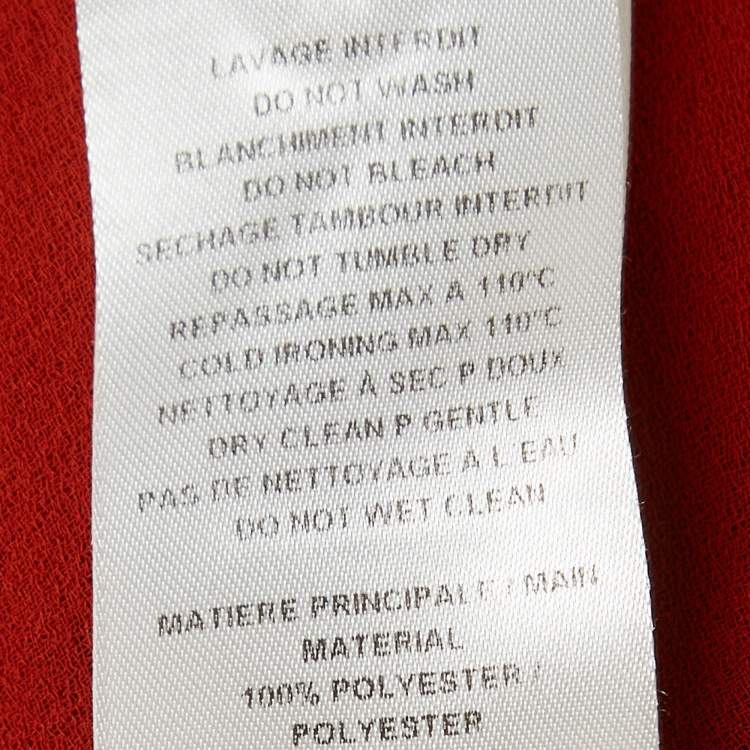 LAVAGE INTERDIT
DO NOT WASH
BLANCHIMENT INTERDIT
DO NOT BLEACH
SECHAGE TAMBOUR INTERDIT
DO NOT TUMBLE DRY
REPASSAGE MAX A 110°C
COLD IRONING MAX 110°C
NETTOYAGE À SEC P DOUX
DRY CLEAN P GENTLE
PAS DE NETTOYAGE A L'EAU
DO NOT WET CLEAN
MATIERE PRINCIPALE / MAIN
MATERIAL
100% POLYESTER /
POLYESTER